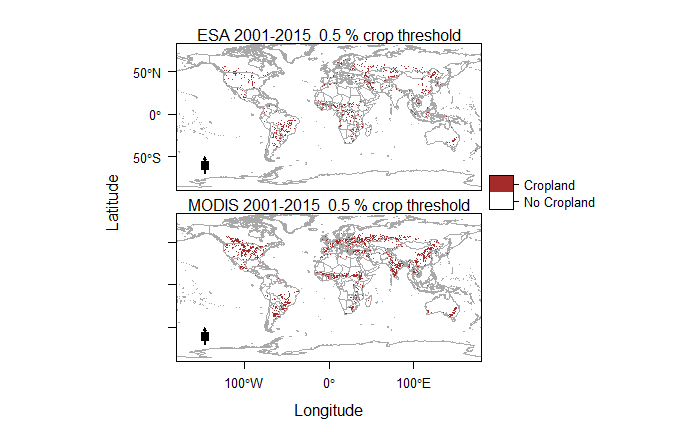 ESA 2001-2015 0.5 % crop threshold
50°N
0°
50°S
Latitude
MODIS 2001-2015 0.5 % crop threshold
Cropland
No Cropland
100°W 0° 100°E
Longitude